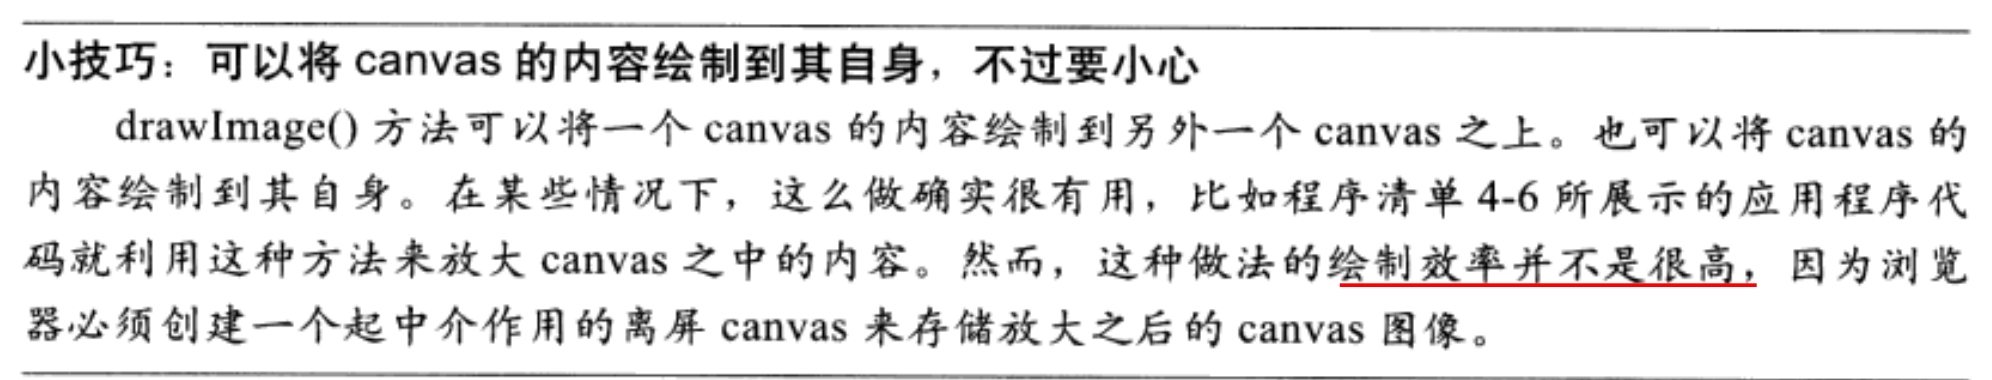 小技巧：可以将 canvas 的内容绘制到其自身，不过要小心
drawImage() 方法可以将一个 canvas 的内容绘制到另外一个 canvas 之上。也可以将 canvas 的
内容绘制到其自身。在某些情况下，这么做确实很有用，比如程序清单 4-6 所展示的应用程序代
码就利用这种方法来放大 canvas 之中的内容。然而，这种做法的绘制效率并不是很高，因为浏览
器必须创建一个起中介作用的离屏 canvas 来存储放大之后的 canvas 图像。